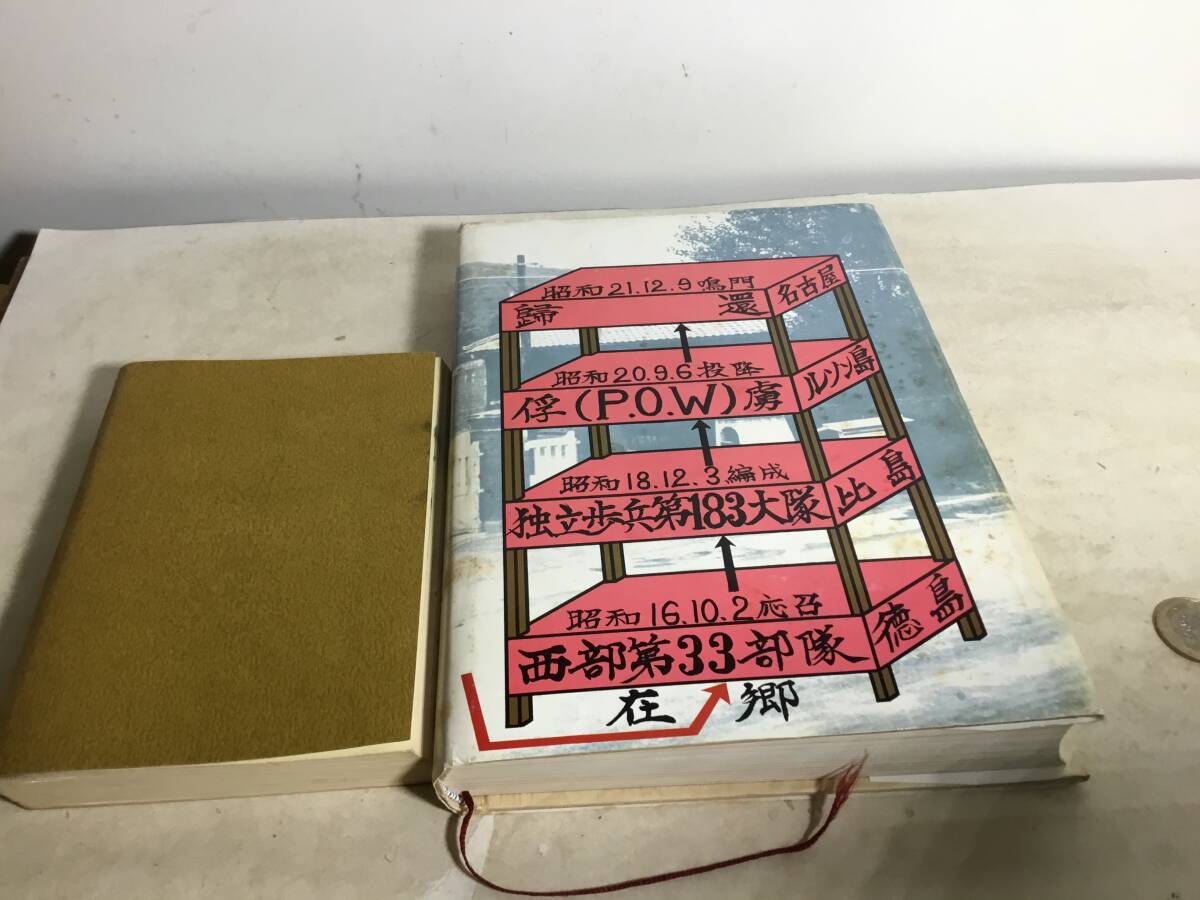 昭和21.12.9鳴門
歸還
名古屋
昭和20.9.6投降
俘(P.O.W)虜
ルソン島
昭和18.12.3編成
独立歩兵第183大隊
比島
昭和16.10.2応召
西部第33部隊
徳島
在郷